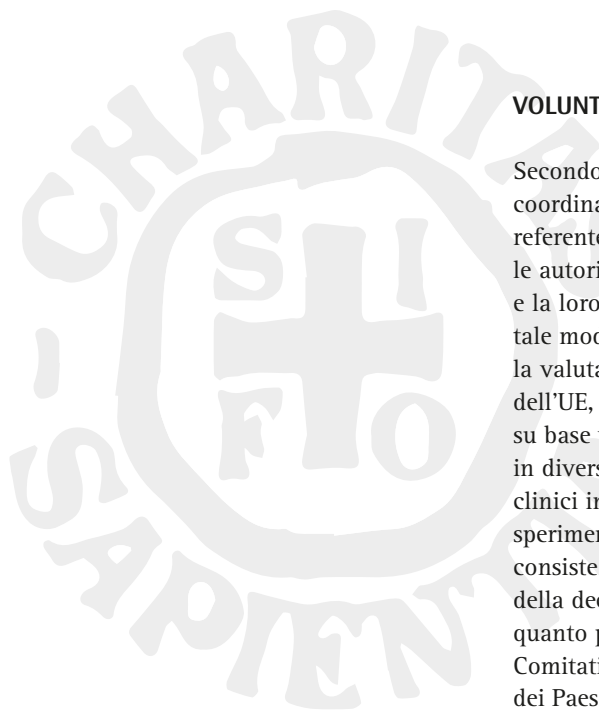 CHARITAS
SAPIENT
S I
F O
VOLUNT
Secondo
coordina
referente
le autori
e la loro
tale mod
la valuta
dell'UE,
su base
in divers
clinici in
sperimen
consiste
della dec
quanto p
Comitati
dei Paes